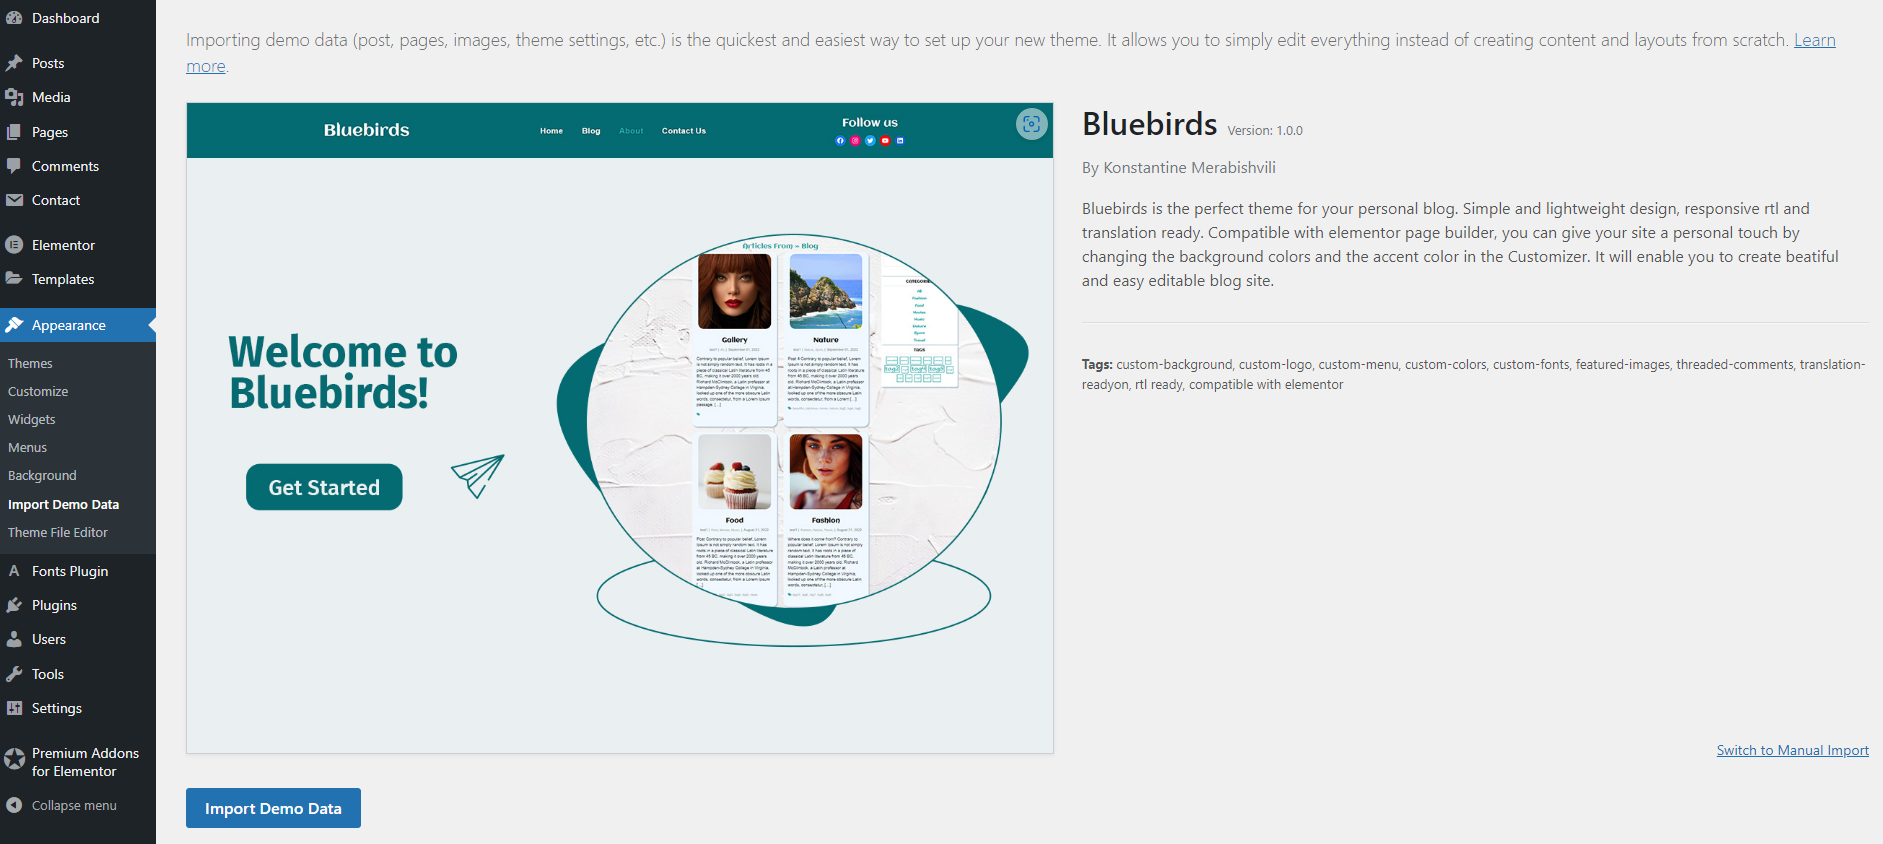 Dashboard
Posts
Media
Pages
Comments
Contact
Elementor
Templates
Appearance
Themes
Customize
Widgets
Menus
Background
Import Demo Data
Theme File Editor
Fonts Plugin
Plugins
Users
Tools
Settings
Premium Addons
for Elementor
Collapse menu
Importing demo data (post, pages, images, theme settings, etc.) is the quickest and easiest way to set up your new theme. It allows you to simply edit everything instead of creating content and layouts from scratch. Learn
more.
Bluebirds
Home Blog About Contact Us
Follow us
Welcome to
Bluebirds!
Get Started
Articles From » Blog
Gallery
Nature
Food
Fashion
CATEGORIES
TAGS
Bluebirds Version: 1.0.0
By Konstantine Merabishvili
Bluebirds is the perfect theme for your personal blog. Simple and lightweight design, responsive rtl and
translation ready. Compatible with elementor page builder, you can give your site a personal touch by
changing the background colors and the accent color in the Customizer. It will enable you to create beatiful
and easy editable blog site.
Tags: custom-background, custom-logo, custom-menu, custom-colors, custom-fonts, featured-images, threaded-comments, translation-
readyon, rtl ready, compatible with elementor
Switch to Manual Import
Import Demo Data